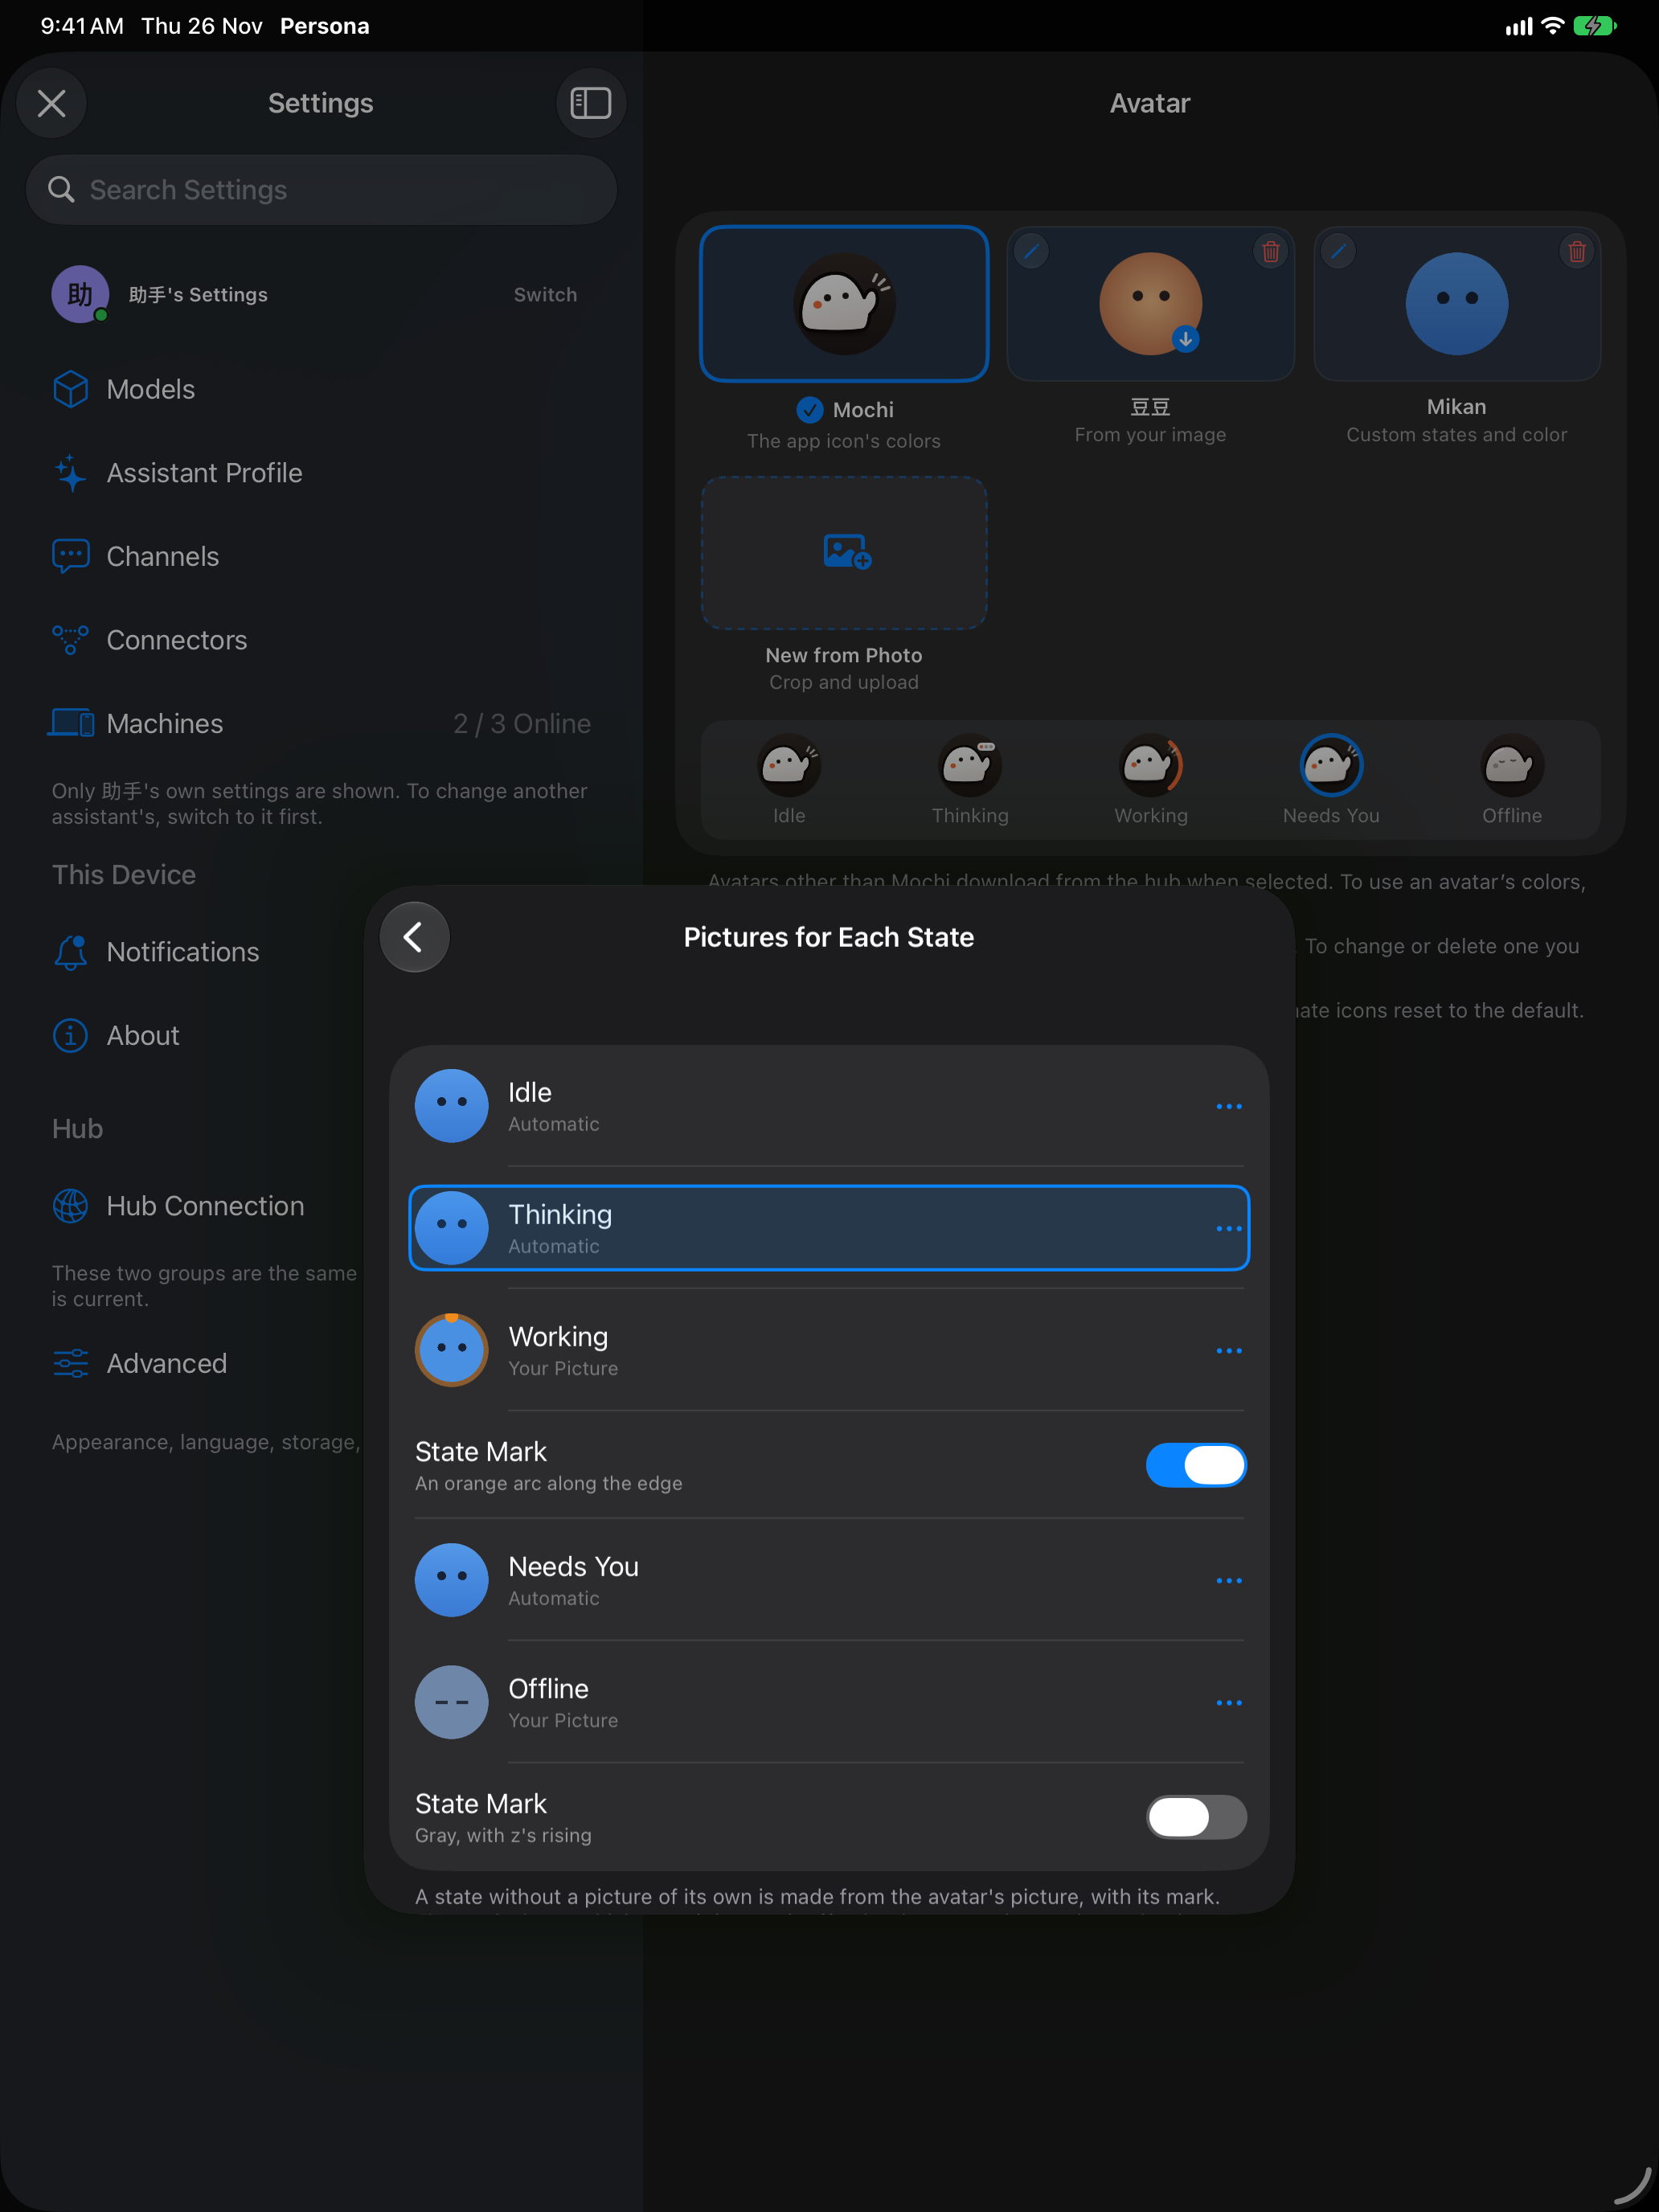 9:41 AM Thu 26 Nov Persona
Settings
Search Settings
助
助手's Settings
Switch
Models
Assistant Profile
Channels
Connectors
Machines
2 / 3 Online
Only 助手's own settings are shown. To change another
assistant's, switch to it first.
This Device
Notifications
About
Hub
Hub Connection
These two groups are the same
is current.
Advanced
Appearance, language, storage,
Avatar
Mochi
The app icon's colors
豆豆
From your image
Mikan
Custom states and color
New from Photo
Crop and upload
Idle
Thinking
Working
Needs You
Offline
Avatars other than Mochi download from the hub when selected. To use an avatar’s colors,
. To change or delete one you
icons reset to the default.
Pictures for Each State
Idle
Automatic
Thinking
Automatic
Working
Your Picture
State Mark
An orange arc along the edge
Needs You
Automatic
Offline
Your Picture
State Mark
Gray, with z's rising
A state without a picture of its own is made from the avatar's picture, with its mark.